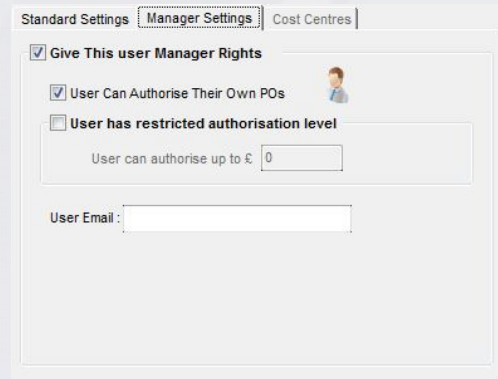 Standard Settings Manager Settings Cost Centres
Give This user Manager Rights
User Can Authorise Their Own POs
User has restricted authorisation level
User can authorise up to £ 0
User Email :